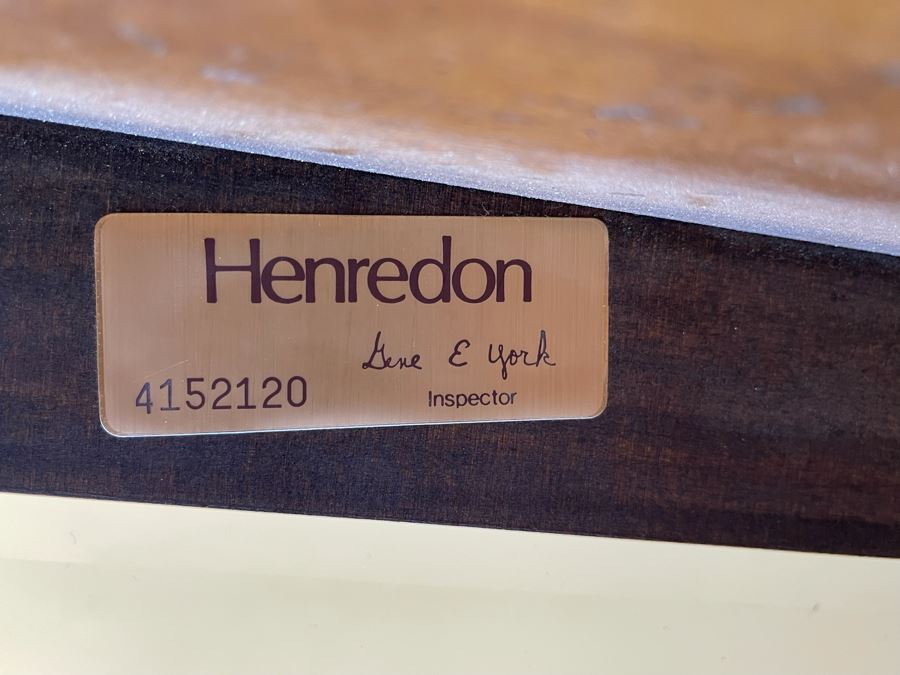 Henredon
Gene E York
4152120
Inspector